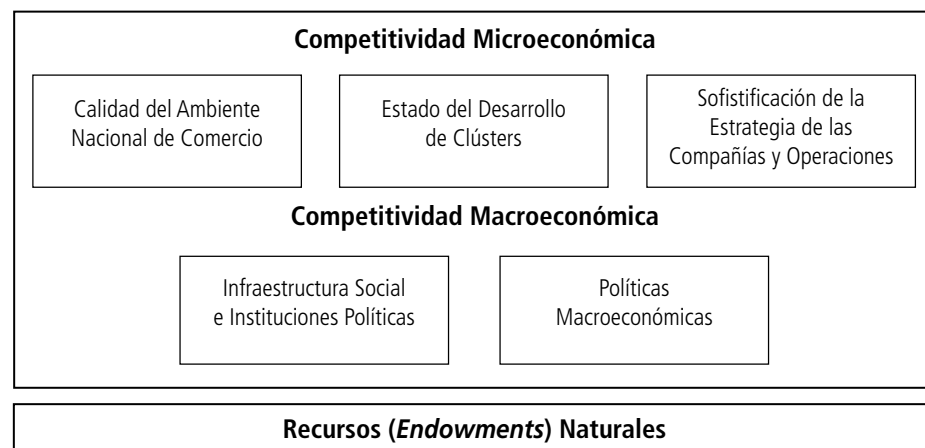 Competitividad Microeconómica
Calidad del Ambiente
Nacional de Comercio
Estado del Desarrollo
de Clústers
Sofistificación de la
Estrategia de las
Compañías y Operaciones
Competitividad Macroeconómica
Infraestructura Social
e Instituciones Políticas
Políticas
Macroeconómicas
Recursos (Endowments) Naturales